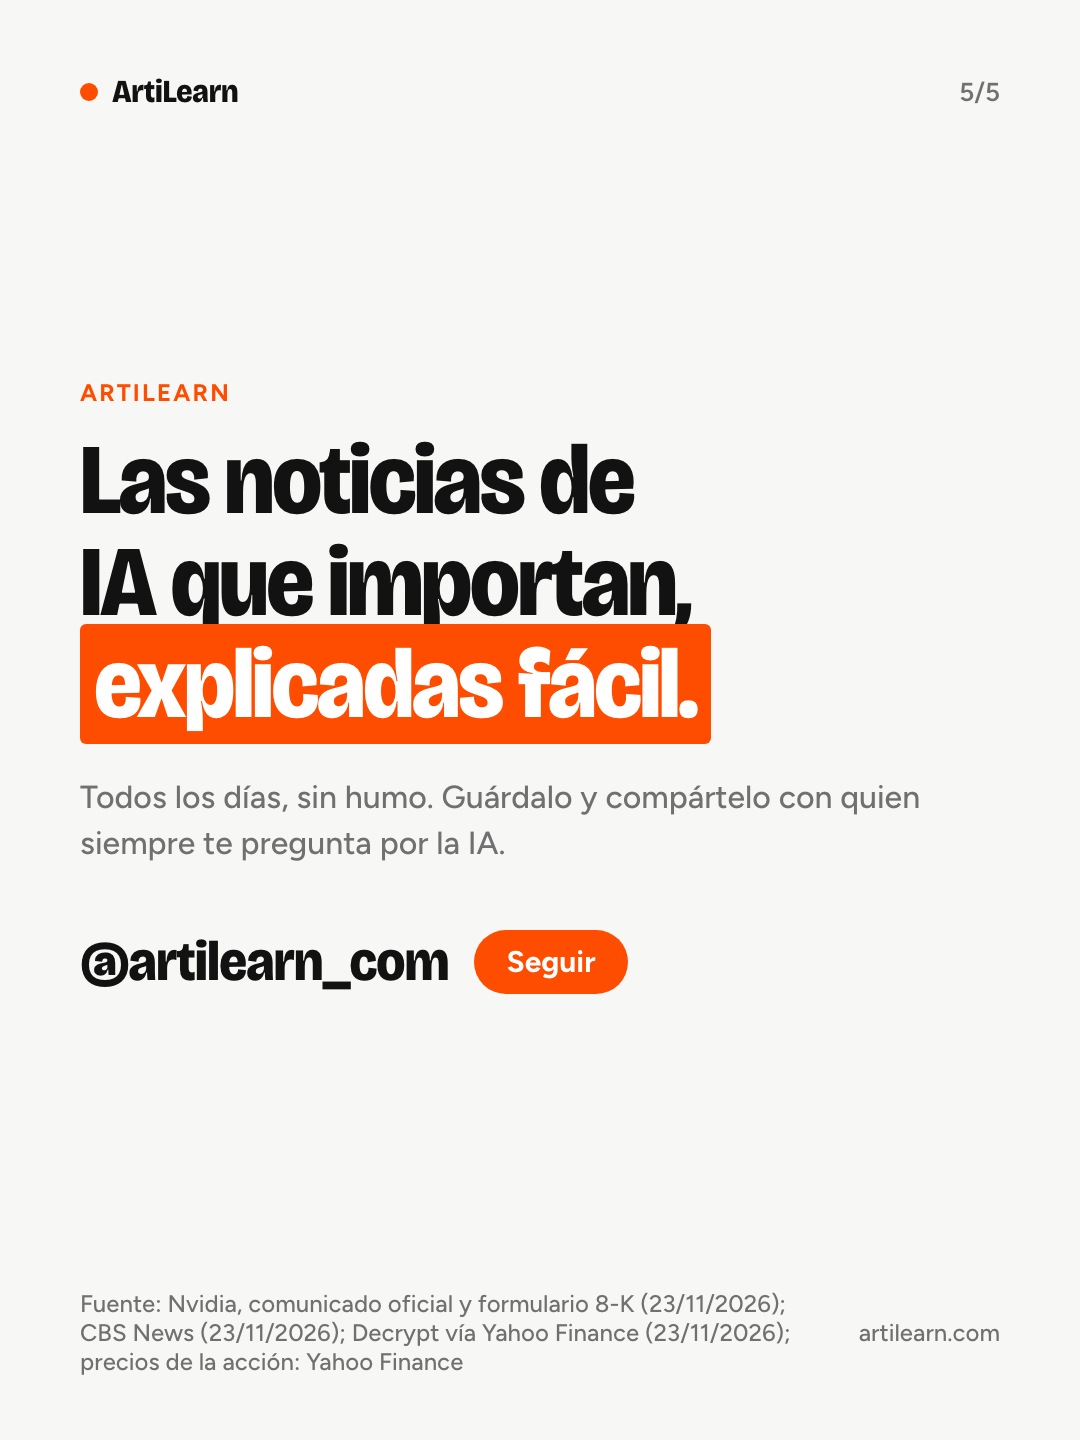 ArtiLearn
5/5
ARTILEARN
Las noticias de
IA que importan,
explicadas fácil.
Todos los días, sin humo. Guárdalo y compártelo con quien
siempre te pregunta por la IA.
@artilearn_com
Seguir
Fuente: Nvidia, comunicado oficial y formulario 8-K (23/11/2026);
CBS News (23/11/2026); Decrypt vía Yahoo Finance (23/11/2026);
precios de la acción: Yahoo Finance
artilearn.com